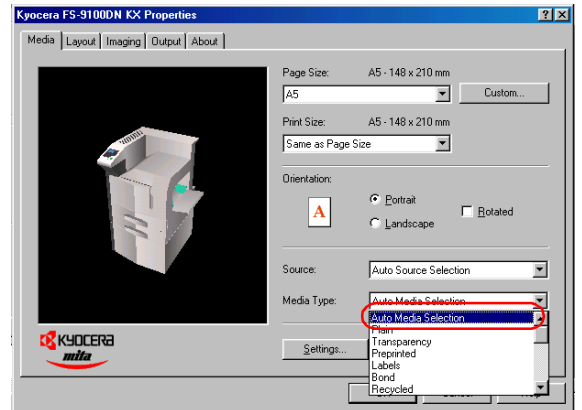 Kyocera FS-9100DN KX Properties
Media Layout Imaging Output About
Page Size: A5 - 148 x 210 mm
A5 Custom...
Print Size: A5 - 148 x 210 mm
Same as Page Size
Orientation:
A Portrait
Landscape
Rotated
Source: Auto Source Selection
Media Type: Auto Media Selection
Auto Media Selection
Plain
Transparency
Preprinted
Labels
Bond
Recycled
KYOCERA
mita
Settings...